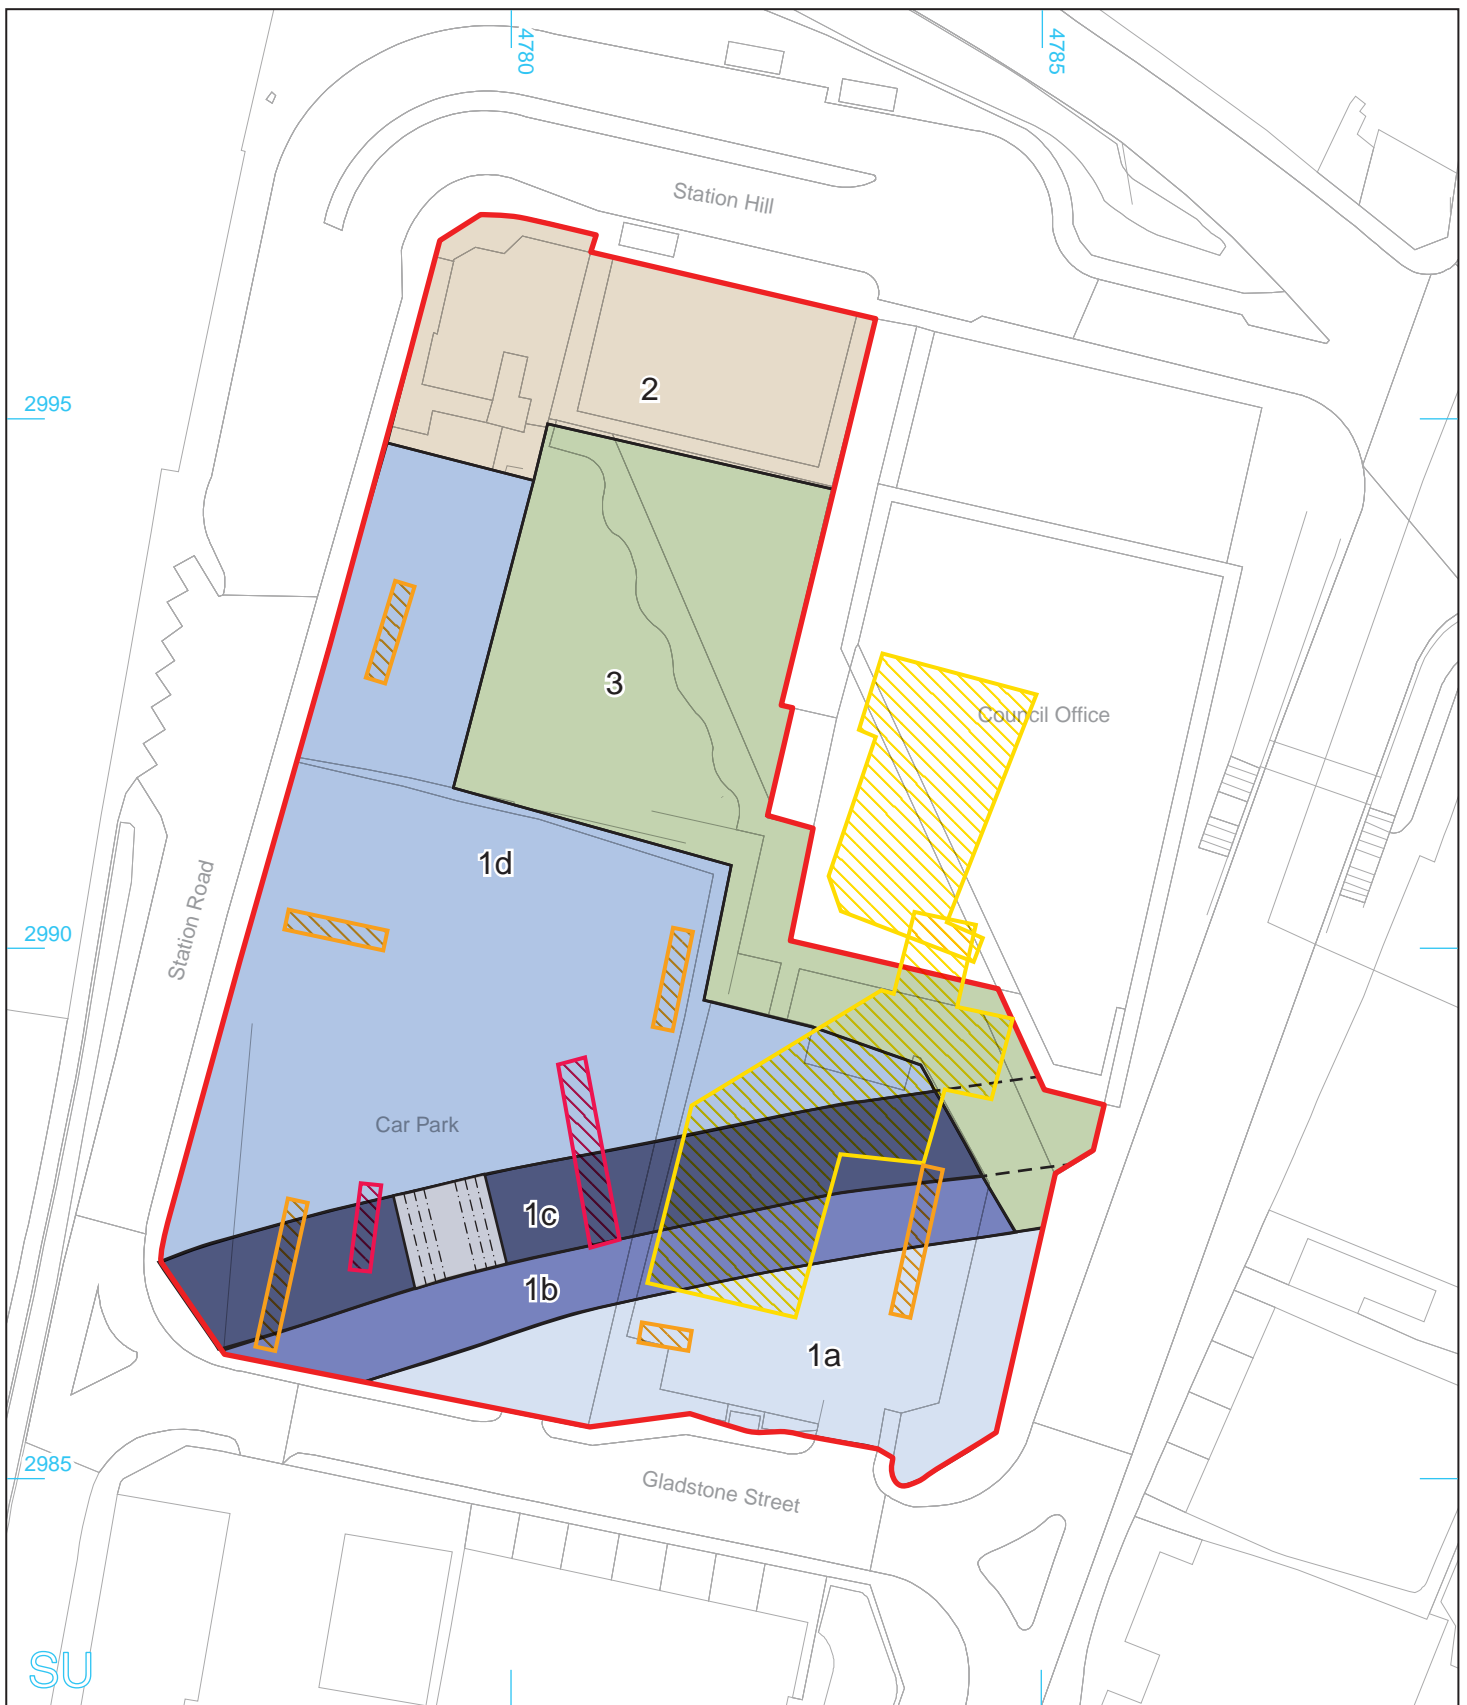 4780
4785
Station Hill
2995
2
3
Council Office
1d
Station Road
2990
Car Park
1c
1b
1a
2985
Gladstone Street
SU